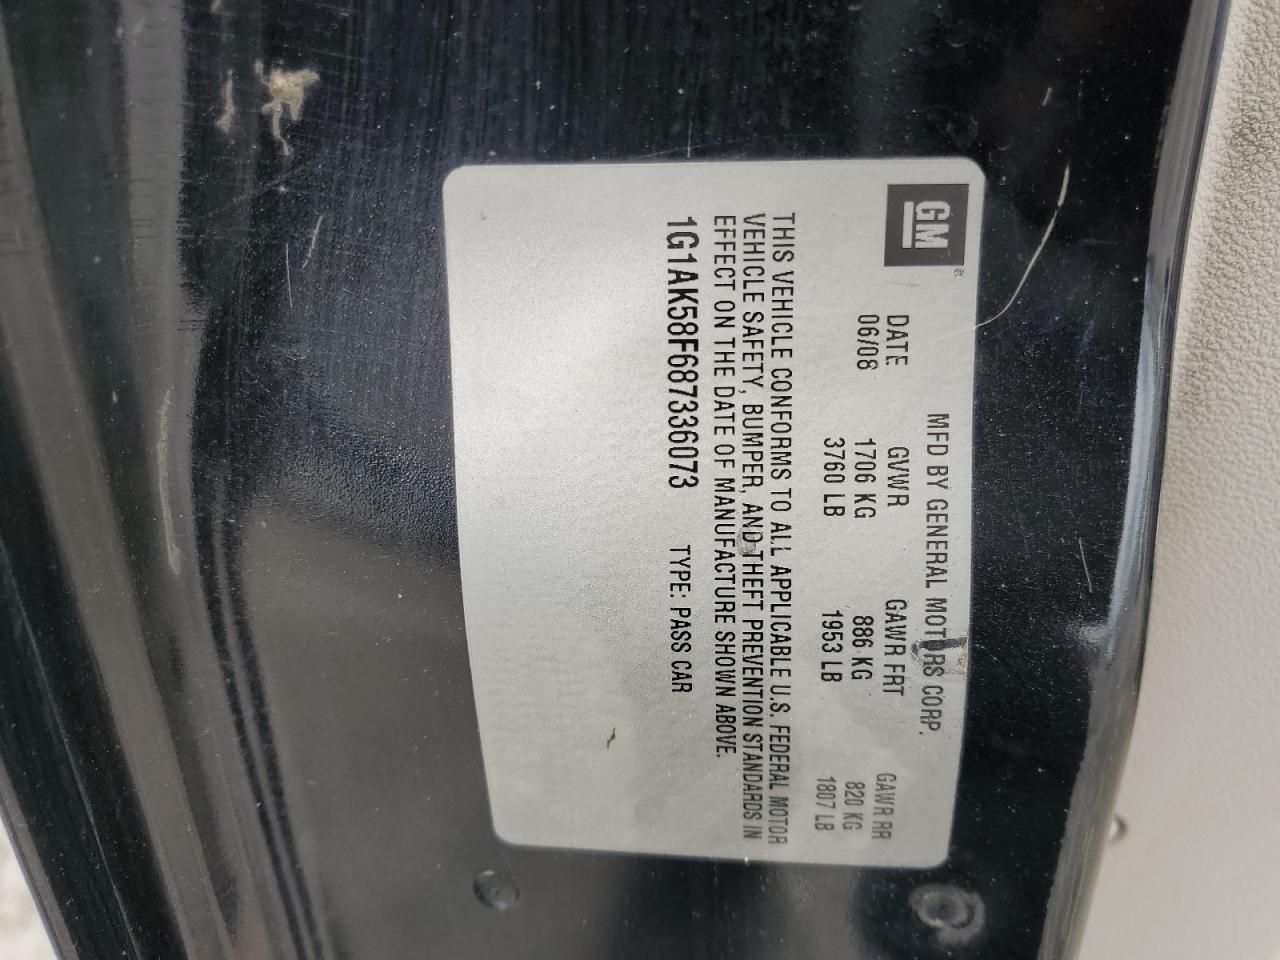 GM
MFD BY GENERAL MOTORS CORP.
DATE GVWR GAWR FRT GAWR RR
06/08 1706 KG 886 KG 820 KG
3760 LB 1953 LB 1807 LB
THIS VEHICLE CONFORMS TO ALL APPLICABLE U.S. FEDERAL MOTOR
VEHICLE SAFETY, BUMPER, AND THEFT PREVENTION STANDARDS IN
EFFECT ON THE DATE OF MANUFACTURE SHOWN ABOVE.
1G1AK58F687336073 TYPE: PASS CAR